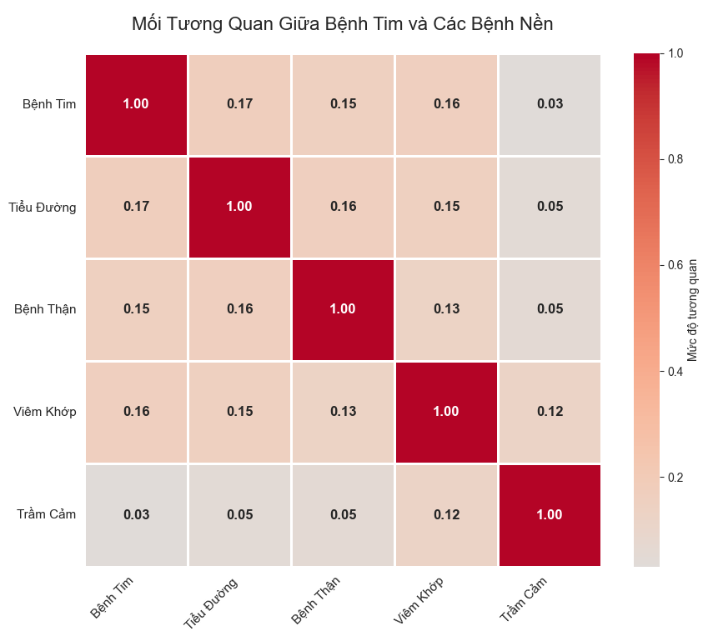 Mối Tương Quan Giữa Bệnh Tim và Các Bệnh Nền
Bệnh Tim 1.00 0.17 0.15 0.16 0.03
Tiểu Đường 0.17 1.00 0.16 0.15 0.05
Bệnh Thận 0.15 0.16 1.00 0.13 0.05
Viêm Khớp 0.16 0.15 0.13 1.00 0.12
Trầm Cảm 0.03 0.05 0.05 0.12 1.00
Bệnh Tim Tiểu Đường Bệnh Thận Viêm Khớp Trầm Cảm
1.0
0.8
0.6
0.4
0.2
Mức độ tương quan